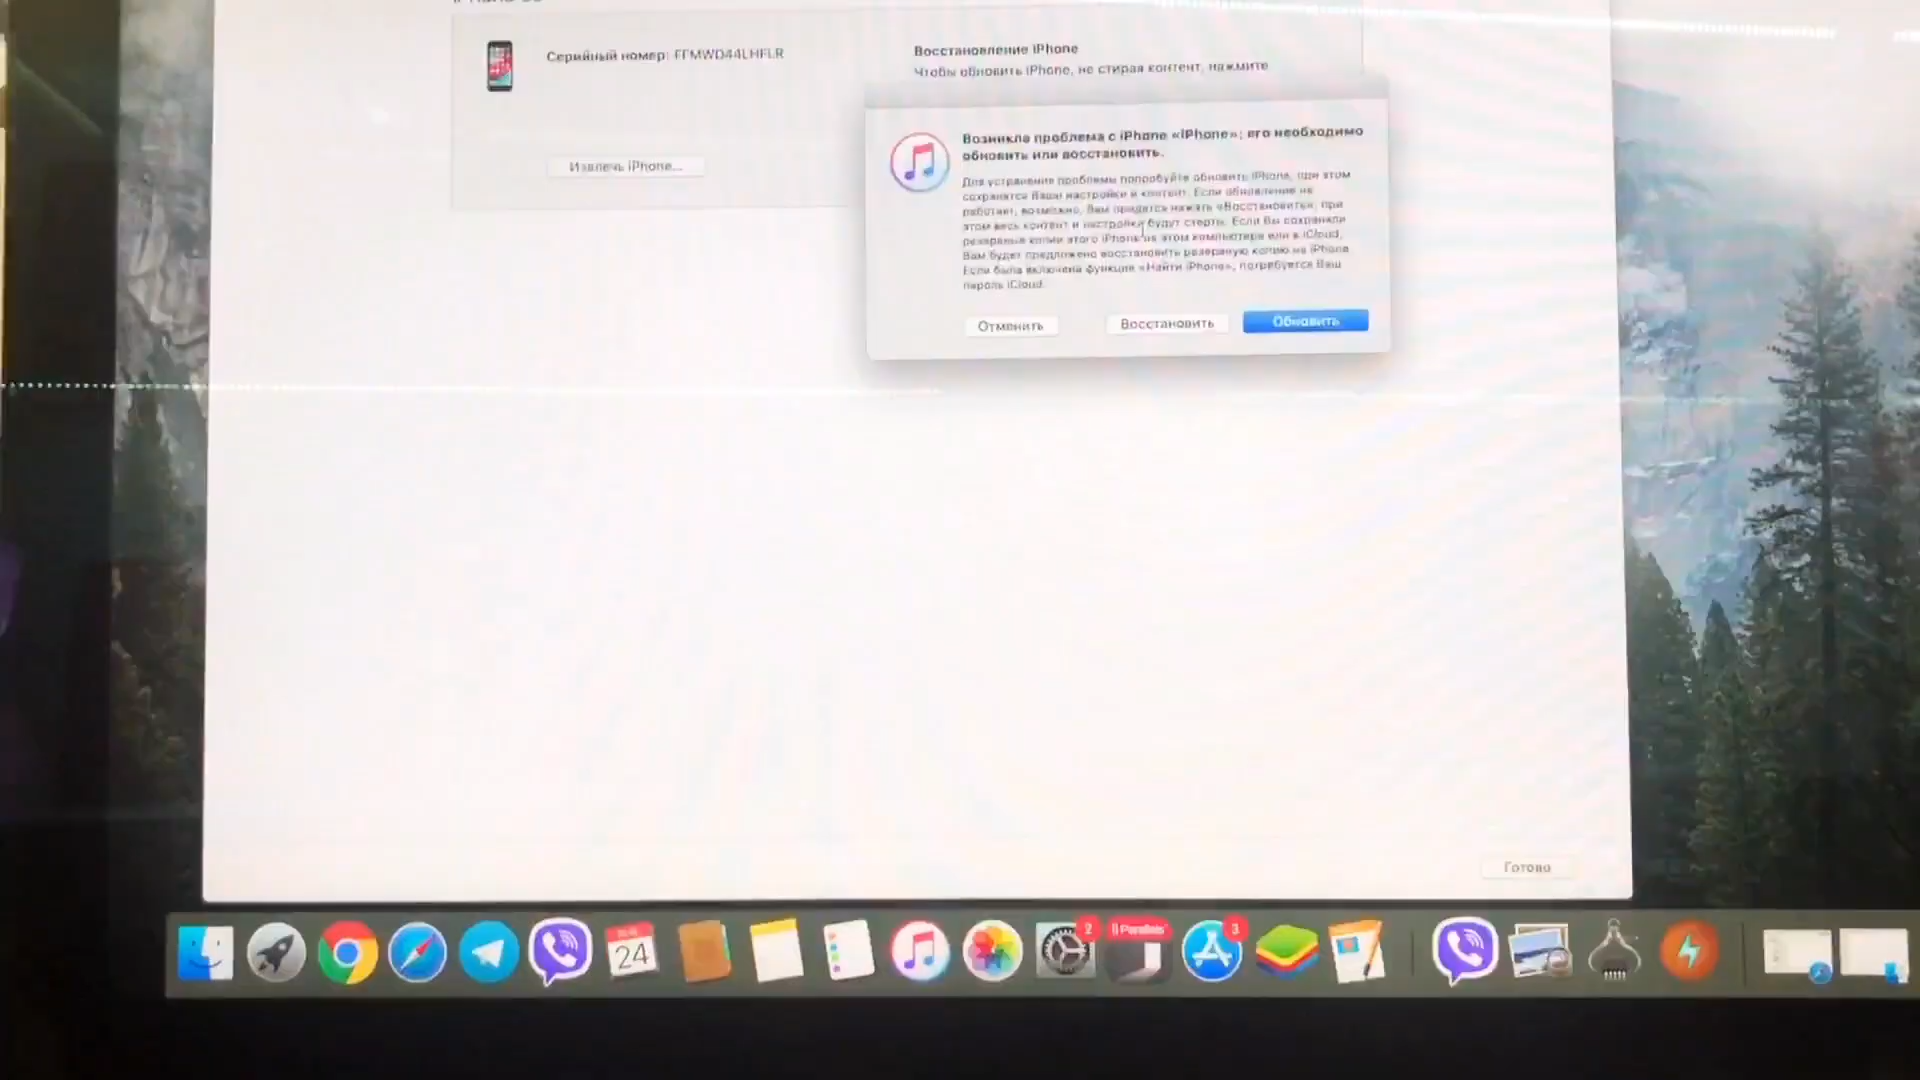 Серийный номер: FFMWD44LHFLR
Восстановление iPhone
Чтобы обновить iPhone, не стирая контент, нажмите
Возникла проблема с iPhone «iPhone»; его необходимо
обновить или восстановить.
Для устранения проблемы попробуйте обновить iPhone, при этом
сохранятся Ваши настройки и контент. Если обновление не
работает, возможно, Вам придется нажать «Восстановить», при
этом весь контент и настройки будут стерты. Если Вы сохранили
резервные копии этого iPhone на этом компьютере или в iCloud,
Вам будет предложено восстановить резервную копию на iPhone.
Если была включена функция «Найти iPhone», потребуется Ваш
пароль iCloud.
Извлечь iPhone...
Отменить
Восстановить
Обновить
Готово
24
2
Parallels
3